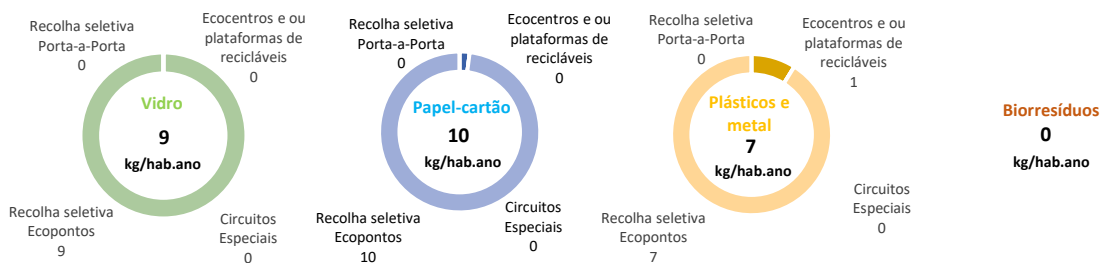 Recolha seletiva
Porta-a-Porta
0
Ecocentros e ou
plataformas de
recicláveis
0
Vidro
9
kg/hab.ano
Recolha seletiva
Ecopontos
9
Circuitos
Especiais
0
Recolha seletiva
Porta-a-Porta
0
Ecocentros e ou
plataformas de
recicláveis
0
Papel-cartão
10
kg/hab.ano
Recolha seletiva
Ecopontos
10
Circuitos
Especiais
0
Recolha seletiva
Porta-a-Porta
0
Ecocentros e ou
plataformas de
recicláveis
1
Plásticos e
metal
7
kg/hab.ano
Recolha seletiva
Ecopontos
7
Circuitos
Especiais
0
Biorresíduos
0
kg/hab.ano